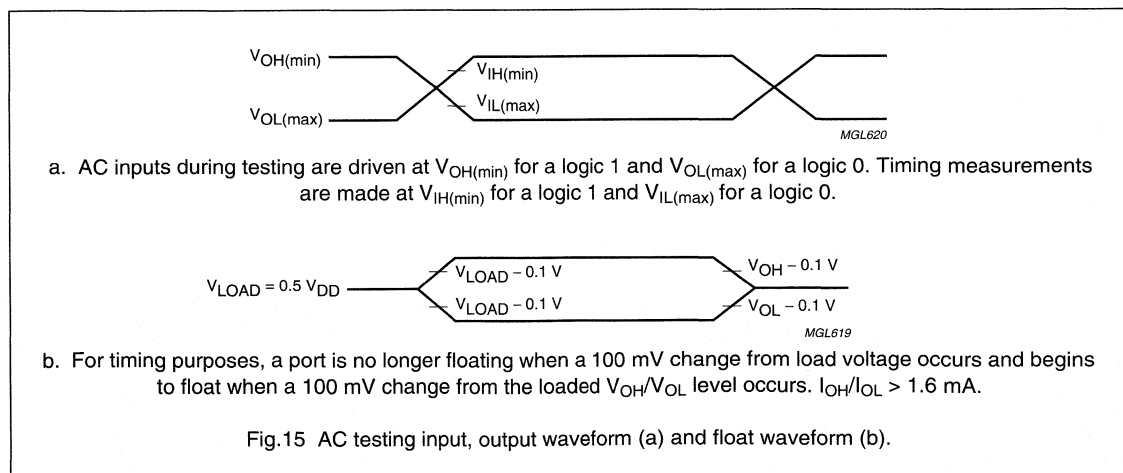 VOH(min)
VIH(min)
VIL(max)
VOL(max)
MGL620
a. AC inputs during testing are driven at VOH(min) for a logic 1 and VOL(max) for a logic 0. Timing measurements
are made at VIH(min) for a logic 1 and VIL(max) for a logic 0.
VLOAD – 0.1 V
VOH – 0.1 V
VLOAD = 0.5 VDD
VLOAD – 0.1 V
VOL – 0.1 V
MGL619
b. For timing purposes, a port is no longer floating when a 100 mV change from load voltage occurs and begins
to float when a 100 mV change from the loaded VOH/VOL level occurs. IOH/IOL > 1.6 mA.
Fig.15 AC testing input, output waveform (a) and float waveform (b).